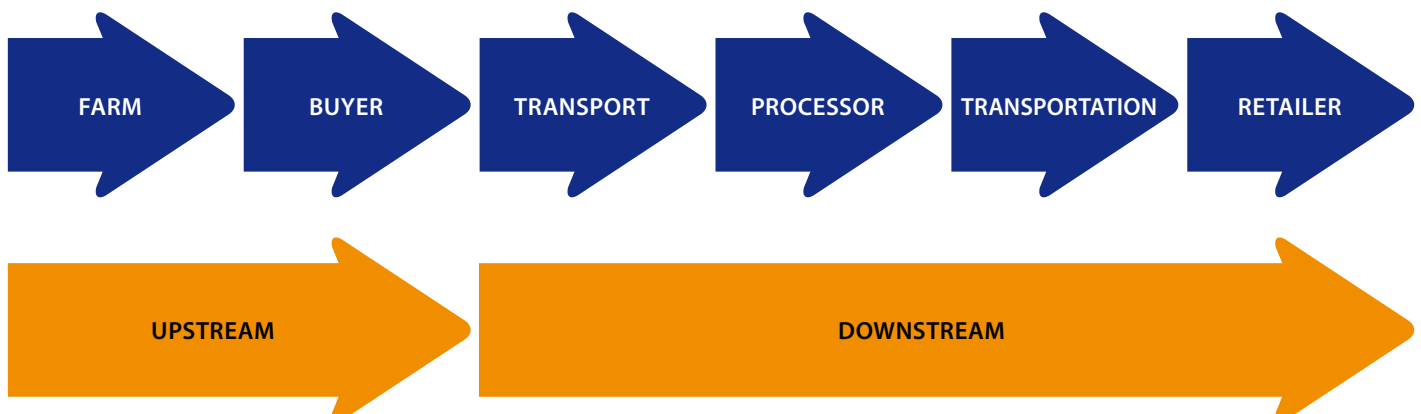 FARM
BUYER
TRANSPORT
PROCESSOR
TRANSPORTATION
RETAILER
UPSTREAM
DOWNSTREAM